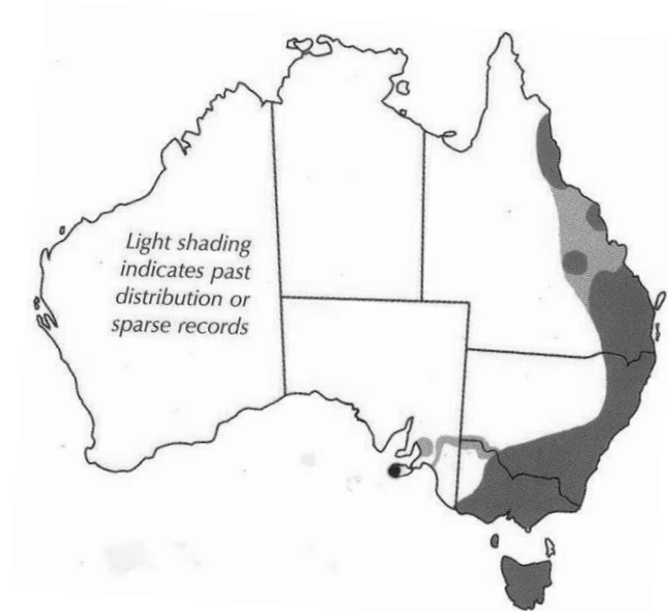 Light shading
indicates past
distribution or
sparse records